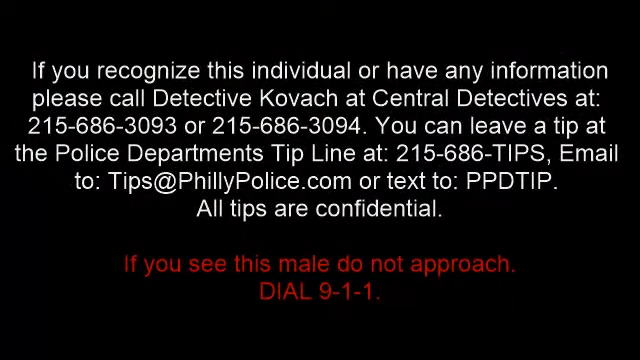 If you recognize this individual or have any information
please call Detective Kovach at Central Detectives at:
215-686-3093 or 215-686-3094. You can leave a tip at
the Police Departments Tip Line at: 215-686-TIPS, Email
to: Tips@PhillyPolice.com or text to: PPDTIP.
All tips are confidential.
If you see this male do not approach.
DIAL 9-1-1.